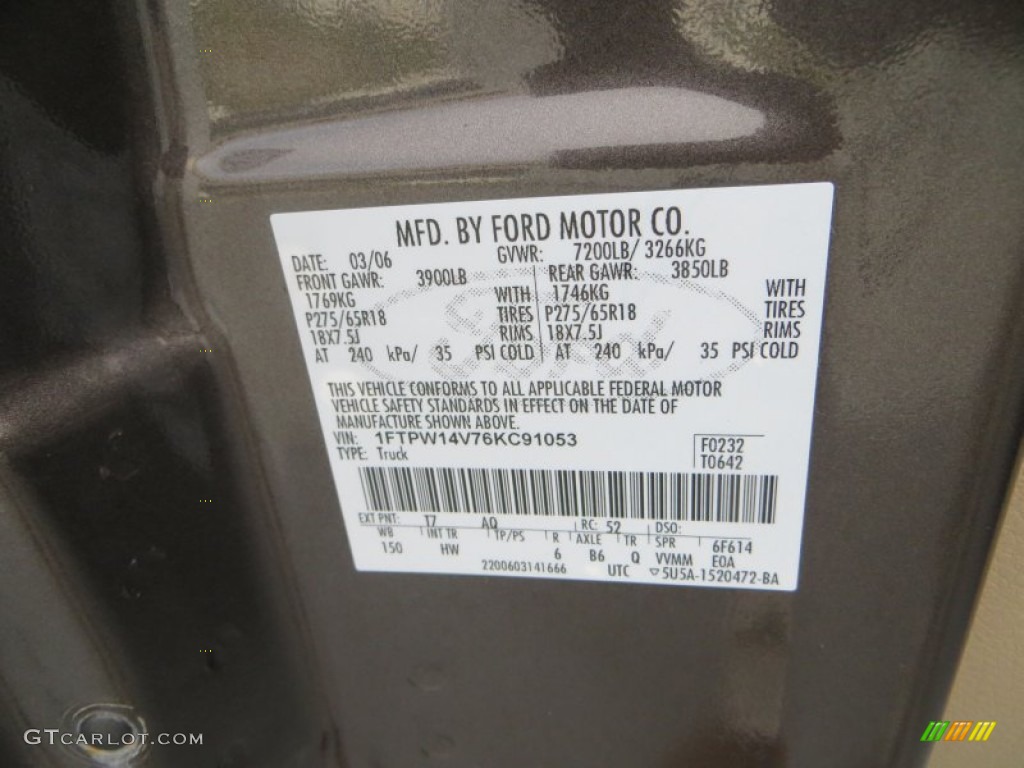 MFD. BY FORD MOTOR CO.
DATE: 03/06 GVWR: 7200LB/ 3266KG
FRONT GAWR: 3900LB REAR GAWR: 3850LB
1769KG WITH 1746KG WITH
P275/65R18 TIRES P275/65R18 TIRES
18X7.5J RIMS 18X7.5J RIMS
AT 240 kPa/ 35 PSI COLD AT 240 kPa/ 35 PSI COLD
THIS VEHICLE CONFORMS TO ALL APPLICABLE FEDERAL MOTOR
VEHICLE SAFETY STANDARDS IN EFFECT ON THE DATE OF
MANUFACTURE SHOWN ABOVE.
VIN: 1FTPW14V76KC91053 F0232
TYPE: Truck T0642
EXT PNT: T7 AQ RC: 52 DSO:
WB INT TR TP/PS R AXLE TR SPR 6F614
150 HW 6 B6 Q VVMM E0A
2200603141666 UTC ▽5U5A-1520472-BA
GTCARLOT.COM